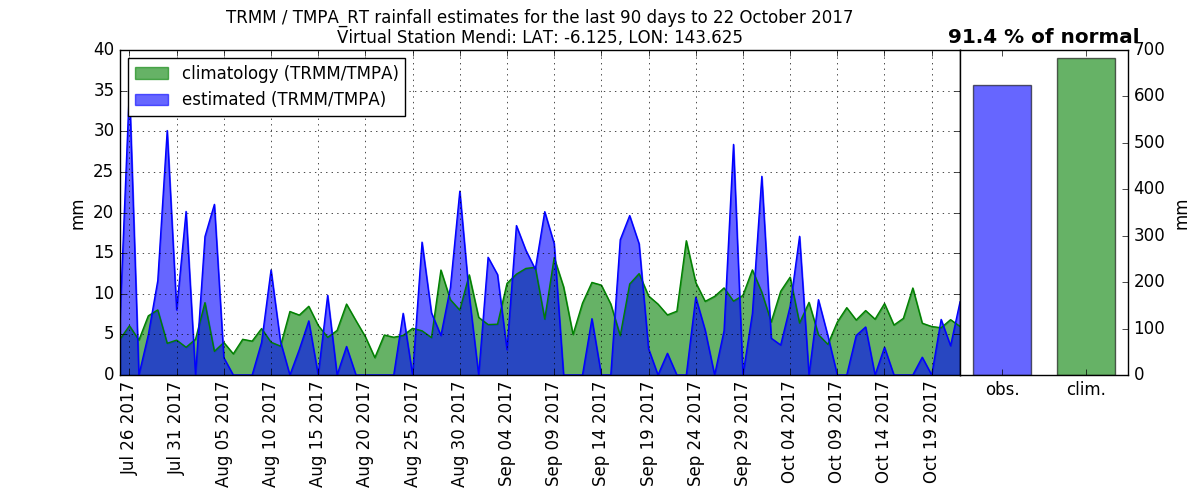 TRMM / TMPA_RT rainfall estimates for the last 90 days to 22 October 2017
Virtual Station Mendi: LAT: -6.125, LON: 143.625
91.4 % of normal
climatology (TRMM/TMPA)
estimated (TRMM/TMPA)
mm
40
35
30
25
20
15
10
5
0
Jul 26 2017
Jul 31 2017
Aug 05 2017
Aug 10 2017
Aug 15 2017
Aug 20 2017
Aug 25 2017
Aug 30 2017
Sep 04 2017
Sep 09 2017
Sep 14 2017
Sep 19 2017
Sep 24 2017
Sep 29 2017
Oct 04 2017
Oct 09 2017
Oct 14 2017
Oct 19 2017
obs.
clim.
700
600
500
400
300
200
100
0
mm